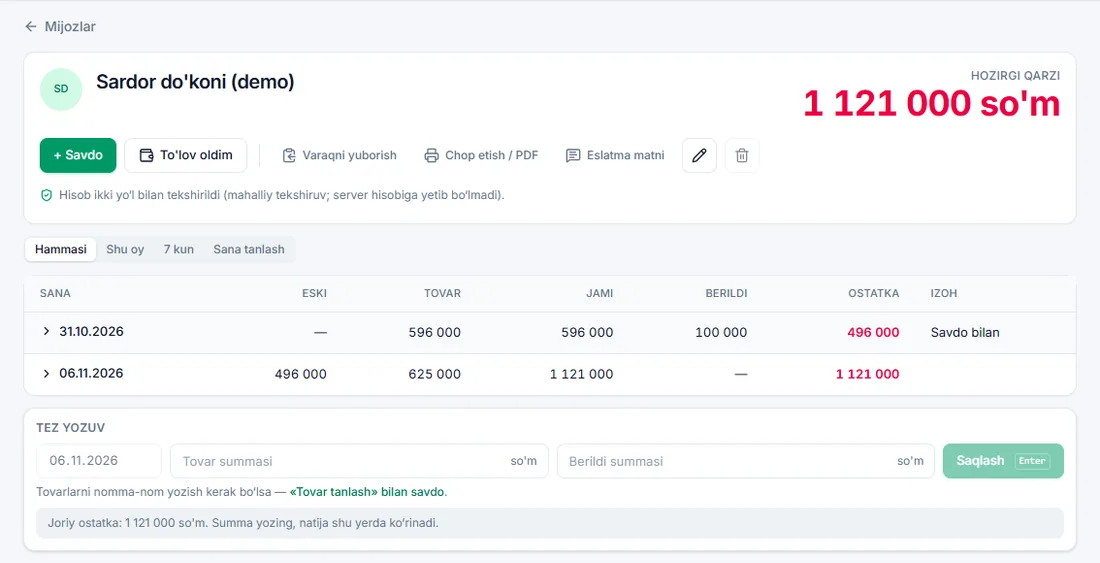 Mijozlar
SD
Sardor do'koni (demo)
HOZIRGI QARZI
1 121 000 so'm
+ Savdo
To'lov oldim
Varaqni yuborish
Chop etish / PDF
Eslatma matni
Hisob ikki yo'l bilan tekshirildi (mahalliy tekshiruv; server hisobiga yetib bo'lmadi).
Hammasi Shu oy 7 kun Sana tanlash
SANA ESKI TOVAR JAMI BERILDI OSTATKA IZOH
31.10.2026 — 596 000 596 000 100 000 496 000 Savdo bilan
06.11.2026 496 000 625 000 1 121 000 — 1 121 000
TEZ YOZUV
06.11.2026 Tovar summasi so'm Berildi summasi so'm Saqlash Enter
Tovarlarni nomma-nom yozish kerak bo'lsa — «Tovar tanlash» bilan savdo.
Joriy ostatka: 1 121 000 so'm. Summa yozing, natija shu yerda ko'rinadi.